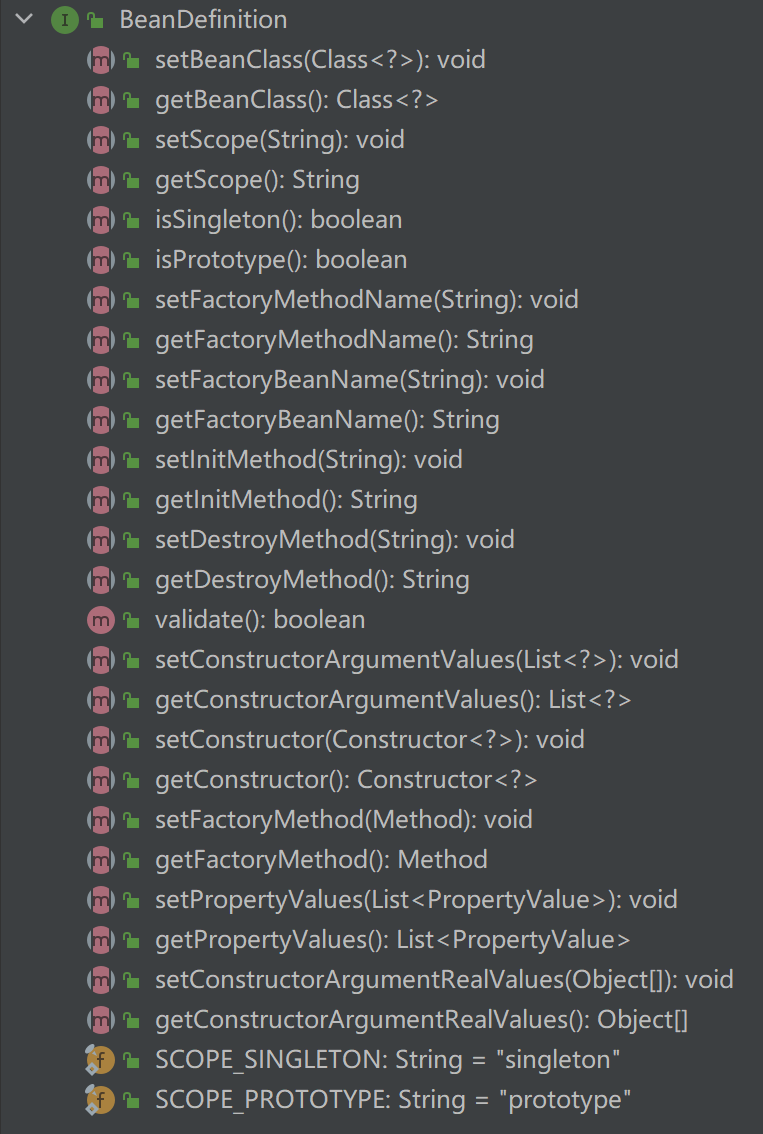 BeanDefinition
setBeanClass(Class<?>): void
getBeanClass(): Class<?>
setScope(String): void
getScope(): String
isSingleton(): boolean
isPrototype(): boolean
setFactoryMethodName(String): void
getFactoryMethodName(): String
setFactoryBeanName(String): void
getFactoryBeanName(): String
setInitMethod(String): void
getInitMethod(): String
setDestroyMethod(String): void
getDestroyMethod(): String
validate(): boolean
setConstructorArgumentValues(List<?>): void
getConstructorArgumentValues(): List<?>
setConstructor(Constructor<?>): void
getConstructor(): Constructor<?>
setFactoryMethod(Method): void
getFactoryMethod(): Method
setPropertyValues(List<PropertyValue>): void
getPropertyValues(): List<PropertyValue>
setConstructorArgumentRealValues(Object[]): void
getConstructorArgumentRealValues(): Object[]
SCOPE_SINGLETON: String = "singleton"
SCOPE_PROTOTYPE: String = "prototype"